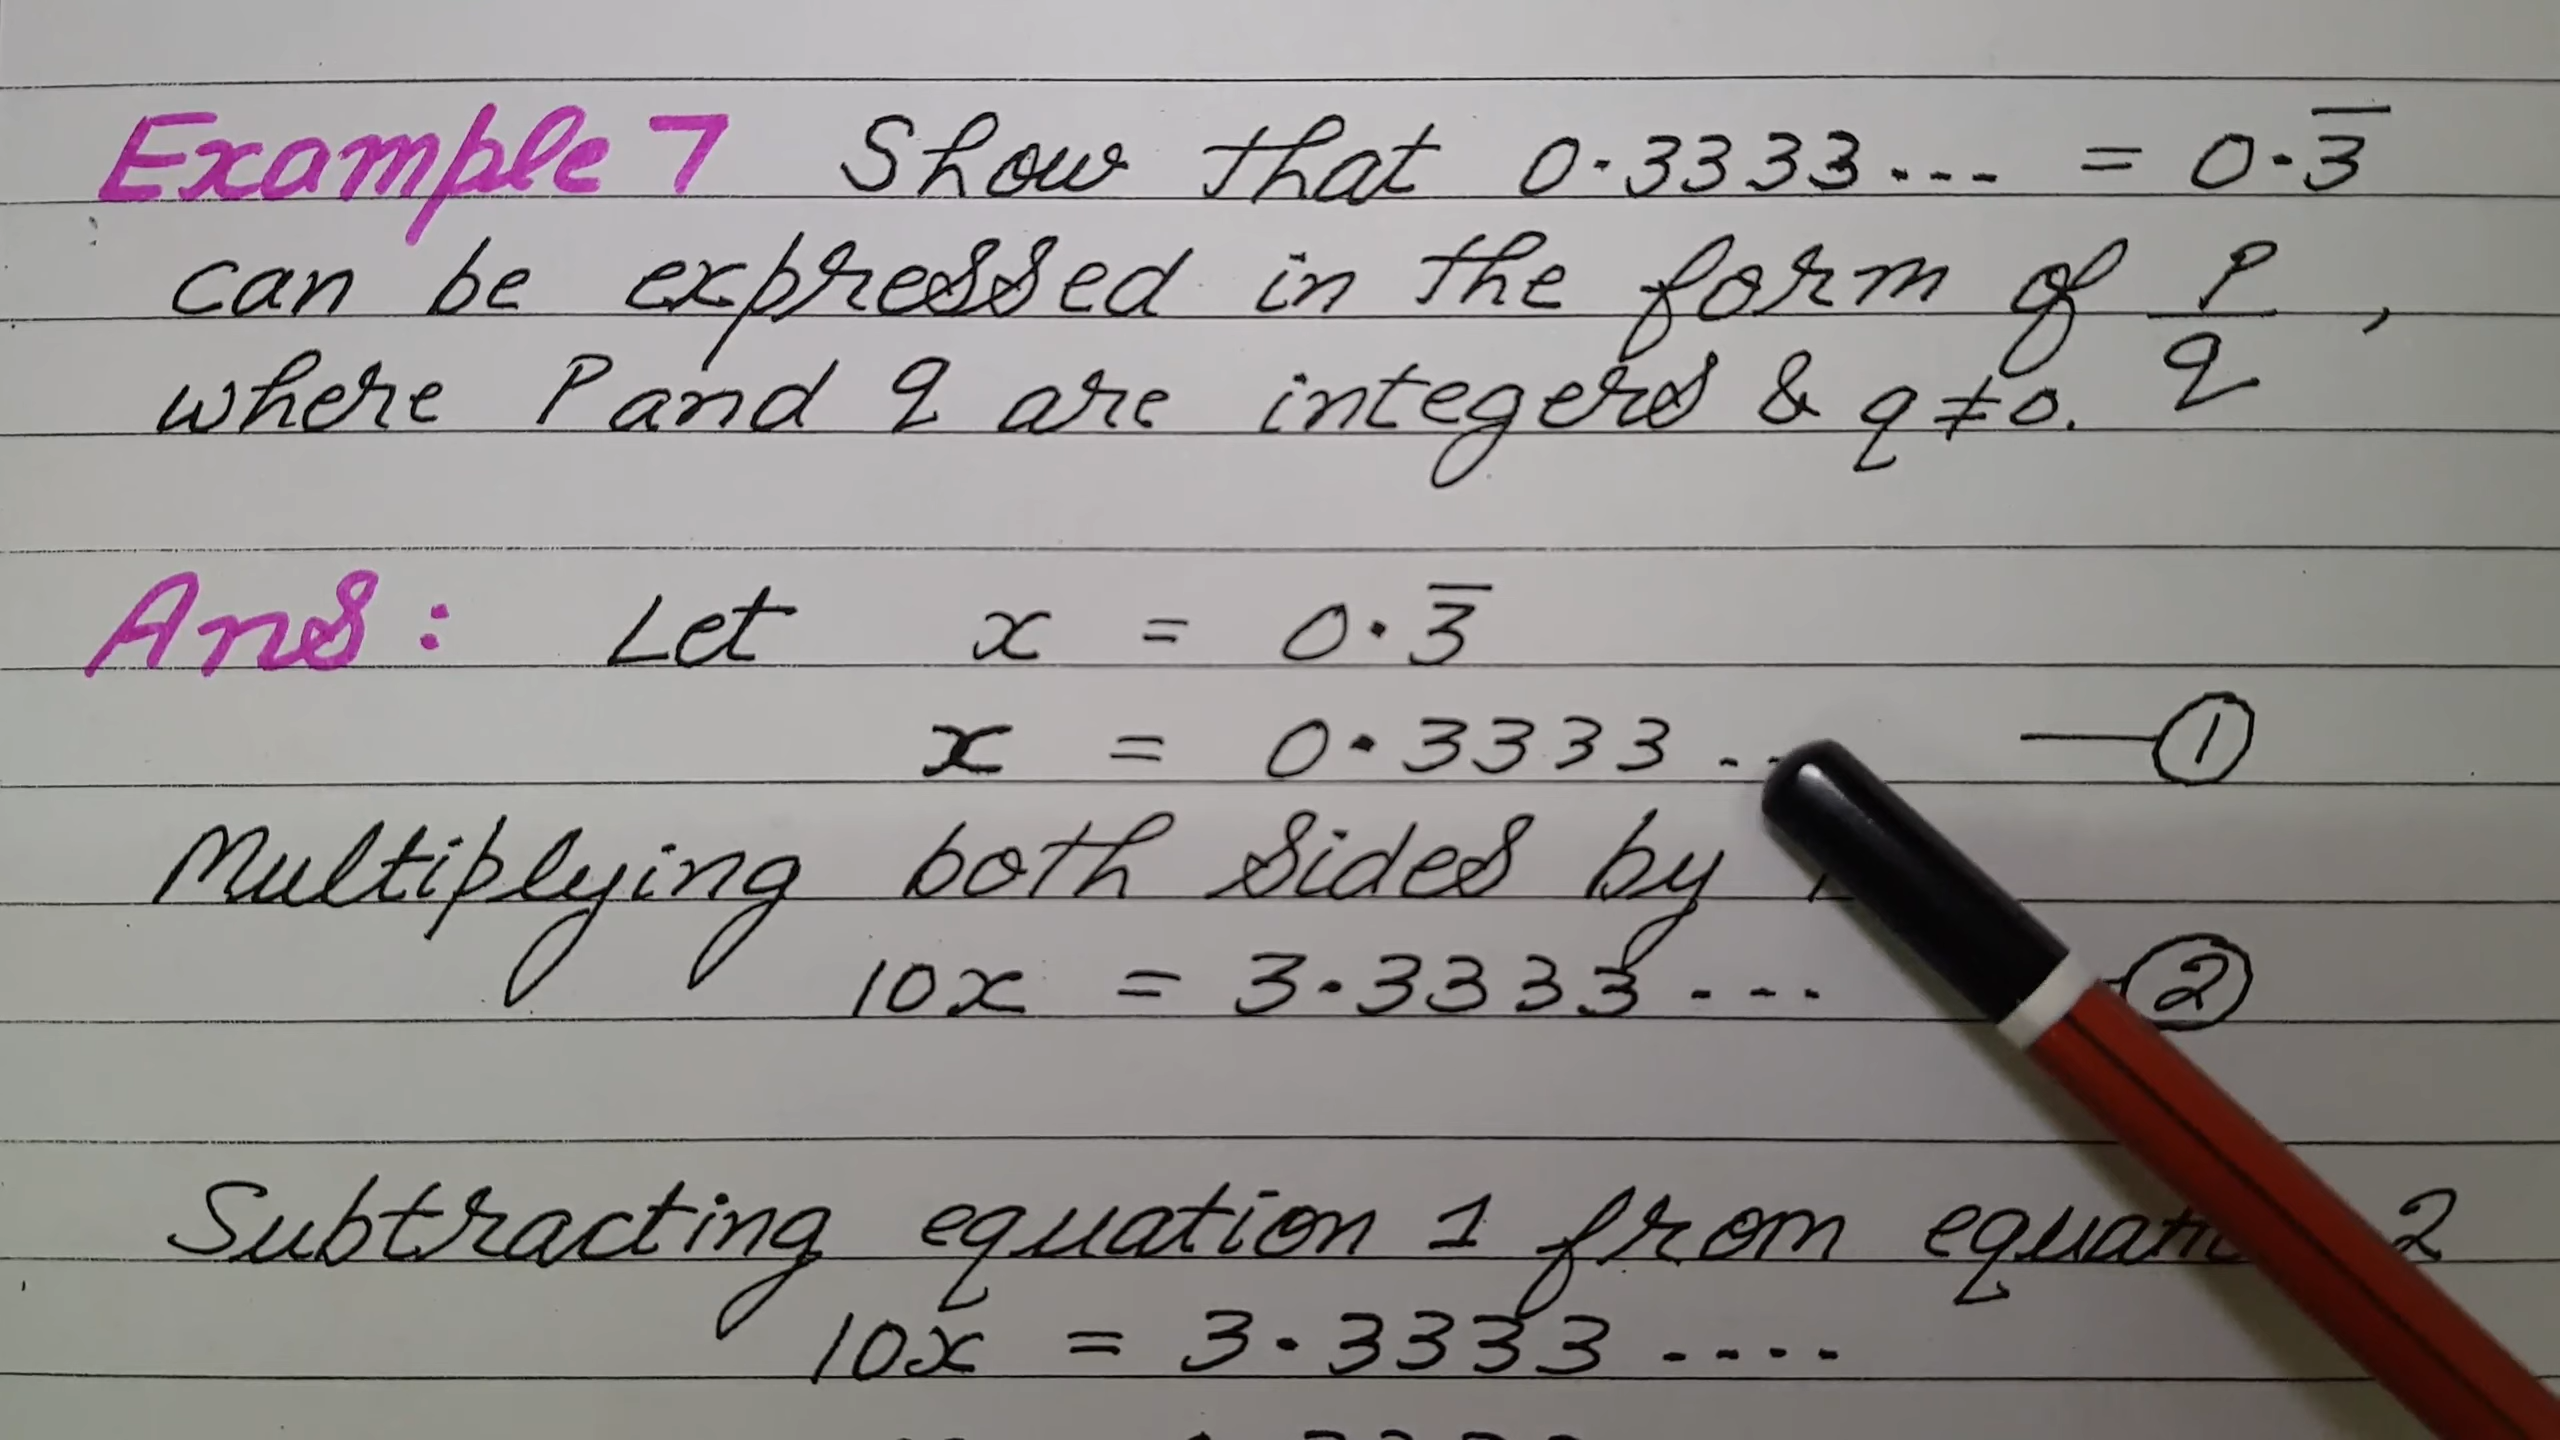 Example 7 Show that 0.3333... = 0.3̅
can be expressed in the form of P/q ,
where P and q are integers & q ≠ 0.
Ans : Let x = 0.3̅
x = 0.3333.. —①
Multiplying both sides by
10x = 3.3333... ②
Subtracting equation 1 from 2
10x = 3.3333....